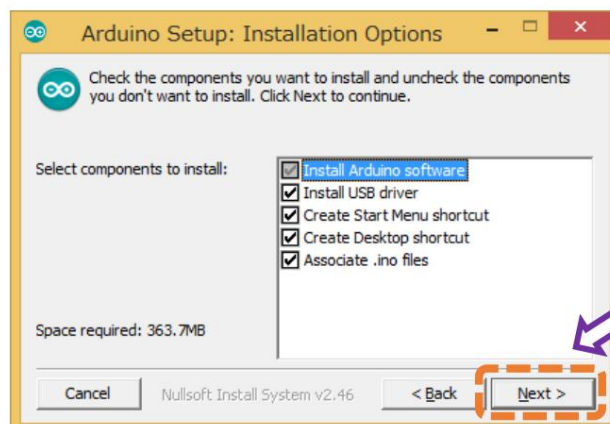 Arduino Setup: Installation Options
Check the components you want to install and uncheck the components
you don't want to install. Click Next to continue.
Select components to install:
Install Arduino software
Install USB driver
Create Start Menu shortcut
Create Desktop shortcut
Associate .ino files
Space required: 363.7MB
Cancel
Nullsoft Install System v2.46
< Back
Next >